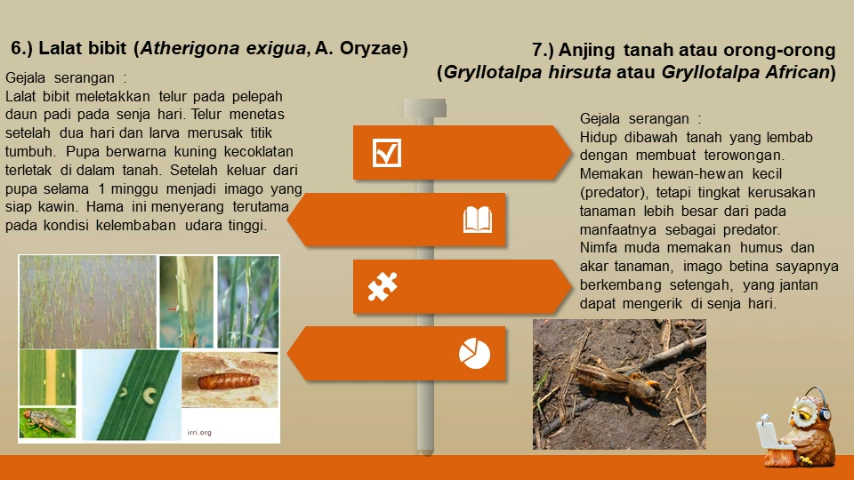 6.) Lalat bibit (Atherigona exigua, A. Oryzae)
Gejala serangan :
Lalat bibit meletakkan telur pada pelepah
daun padi pada senja hari. Telur menetas
setelah dua hari dan larva merusak titik
tumbuh. Pupa berwarna kuning kecoklatan
terletak di dalam tanah. Setelah keluar dari
pupa selama 1 minggu menjadi imago yang
siap kawin. Hama ini menyerang terutama
pada kondisi kelembaban udara tinggi.
irri.org
7.) Anjing tanah atau orong-orong
(Gryllotalpa hirsuta atau Gryllotalpa African)
Gejala serangan :
Hidup dibawah tanah yang lembab
dengan membuat terowongan.
Memakan hewan-hewan kecil
(predator), tetapi tingkat kerusakan
tanaman lebih besar dari pada
manfaatnya sebagai predator.
Nimfa muda memakan humus dan
akar tanaman, imago betina sayapnya
berkembang setengah, yang jantan
dapat mengerik di senja hari.